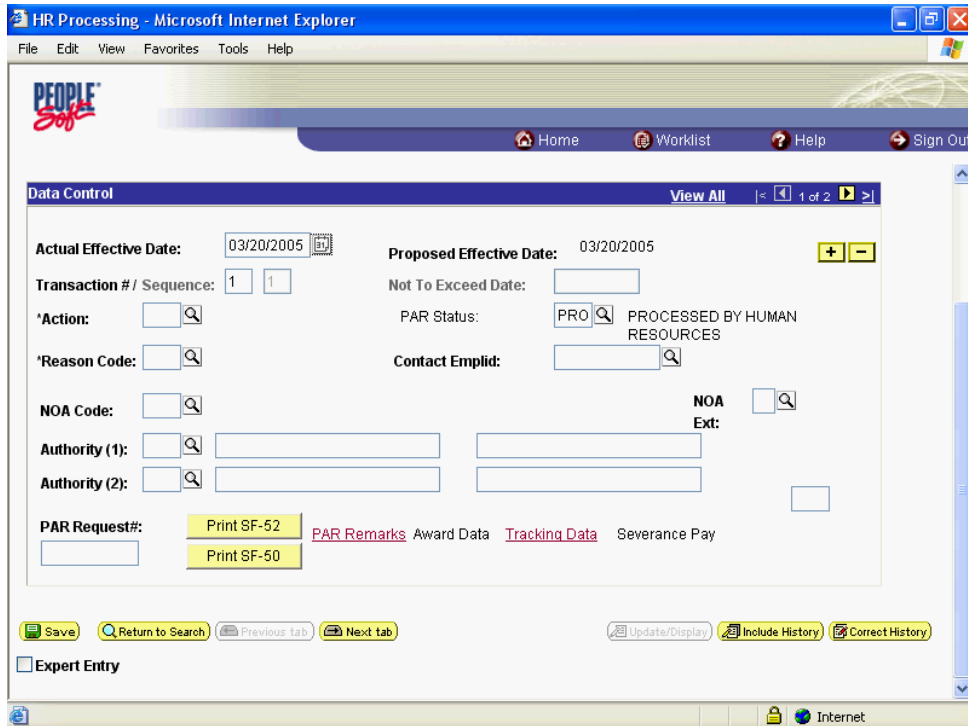 HR Processing - Microsoft Internet Explorer
File Edit View Favorites Tools Help
PEOPLE Soft
Home Worklist Help Sign Out
Data Control View All |< 1 of 2 >|
Actual Effective Date: 03/20/2005 31 Proposed Effective Date: 03/20/2005 + −
Transaction # / Sequence: 1 1 Not To Exceed Date:
*Action: PAR Status: PRO PROCESSED BY HUMAN
RESOURCES
*Reason Code: Contact Emplid:
NOA Code: NOA
Ext:
Authority (1):
Authority (2):
PAR Request#: Print SF-52 PAR Remarks Award Data Tracking Data Severance Pay
Print SF-50
Save Return to Search Previous tab Next tab Update/Display Include History Correct History
Expert Entry
Internet